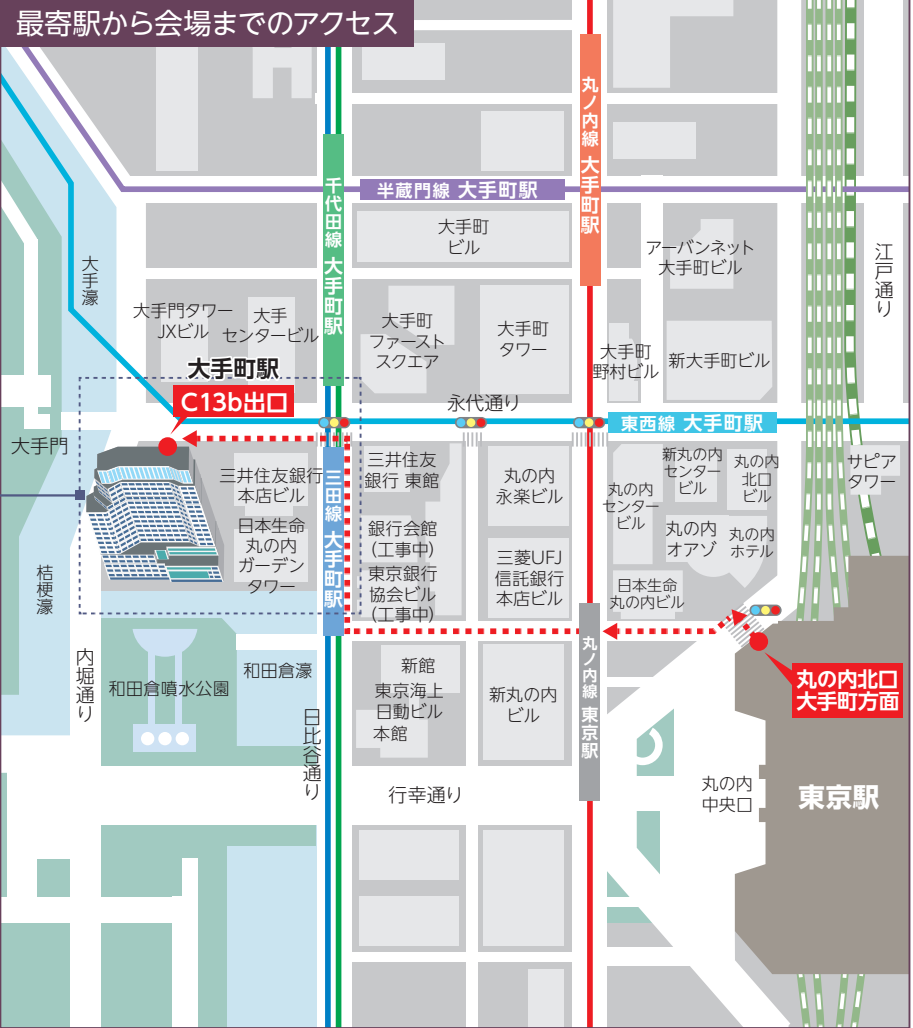 最寄駅から会場までのアクセス
丸ノ内線 大手町駅
千代田線 大手町駅
半蔵門線 大手町駅
大手町
ビル
アーバンネット
大手町ビル
江戸通り
大手濠
大手門タワー
JXビル
大手
センタービル
大手町
ファースト
スクエア
大手町
タワー
大手町
野村ビル
新大手町ビル
大手町駅
C13b出口
永代通り
東西線 大手町駅
大手門
三井住友銀行
本店ビル
三田線 大手町駅
三井住友
銀行 東館
丸の内
永楽ビル
丸の内
センター
ビル
新丸の内
センター
ビル
丸の内
北口
ビル
サピア
タワー
日本生命
丸の内
ガーデン
タワー
銀行会館
(工事中)
東京銀行
協会ビル
(工事中)
三菱UFJ
信託銀行
本店ビル
丸の内
オアゾ
丸の内
ホテル
日本生命
丸の内ビル
桔梗濠
内堀通り
和田倉噴水公園
和田倉濠
日比谷通り
新館
東京海上
日動ビル
本館
新丸の内
ビル
丸ノ内線 東京駅
丸の内北口
大手町方面
行幸通り
丸の内
中央口
東京駅